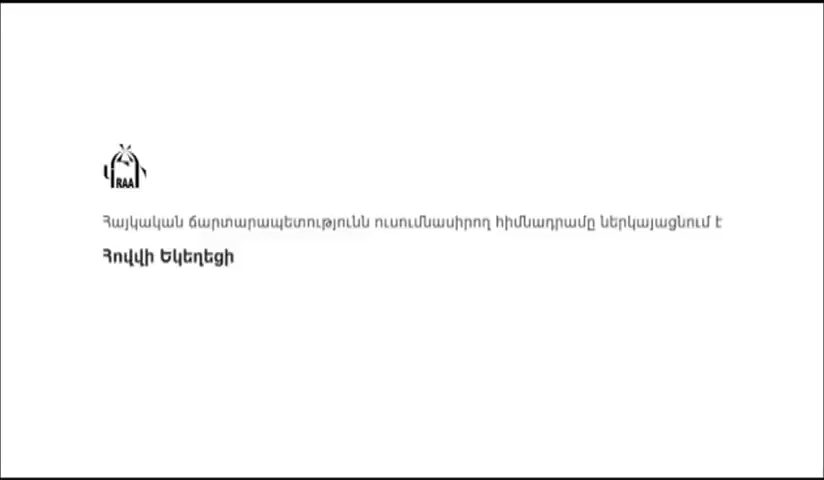 RAA
Հայկական ճարտարապետությունն ուսումնասիրող հիմնադրամը ներկայացնում է
Հովվի Եկեղեցի